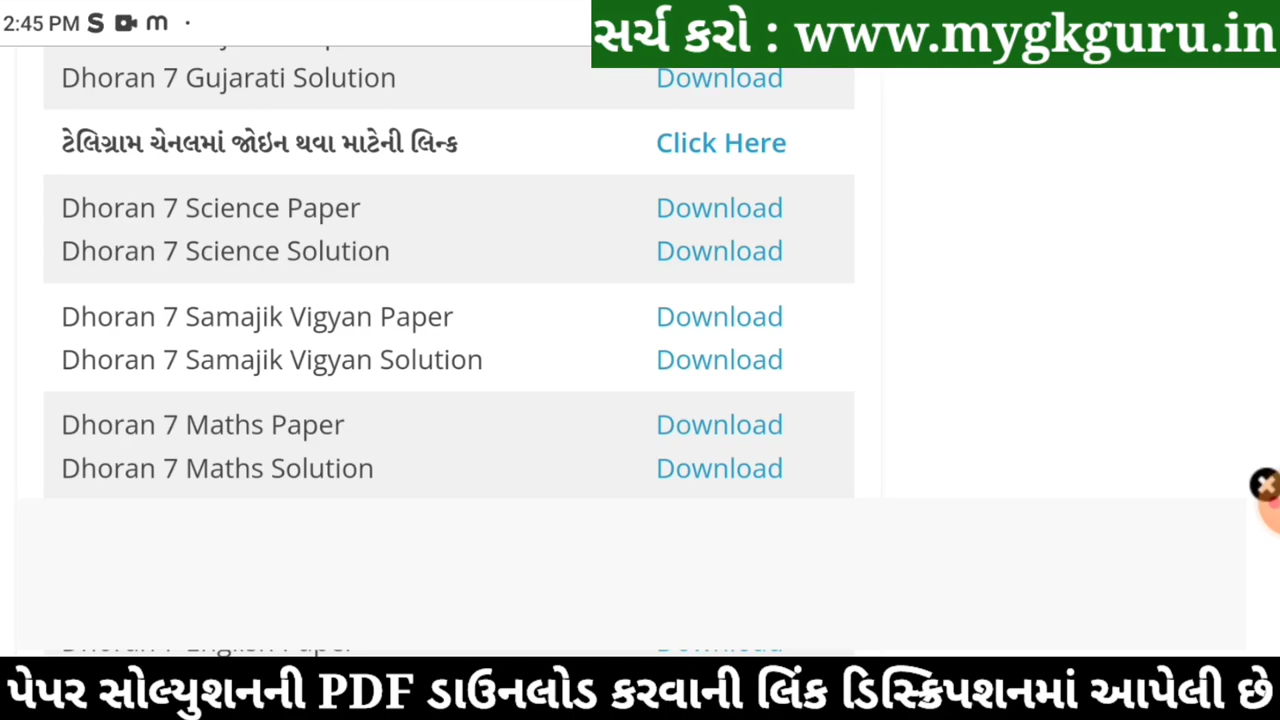 2:45 PM S m
સર્ચ કરો : www.mygkguru.in
Dhoran 7 Gujarati Solution Download
ટેલિગ્રામ ચેનલમાં જોઇન થવા માટેની લિન્ક Click Here
Dhoran 7 Science Paper Download
Dhoran 7 Science Solution Download
Dhoran 7 Samajik Vigyan Paper Download
Dhoran 7 Samajik Vigyan Solution Download
Dhoran 7 Maths Paper Download
Dhoran 7 Maths Solution Download
પેપર સોલ્યુશનની PDF ડાઉનલોડ કરવાની લિંક ડિસ્ક્રિપશનમાં આપેલી છે